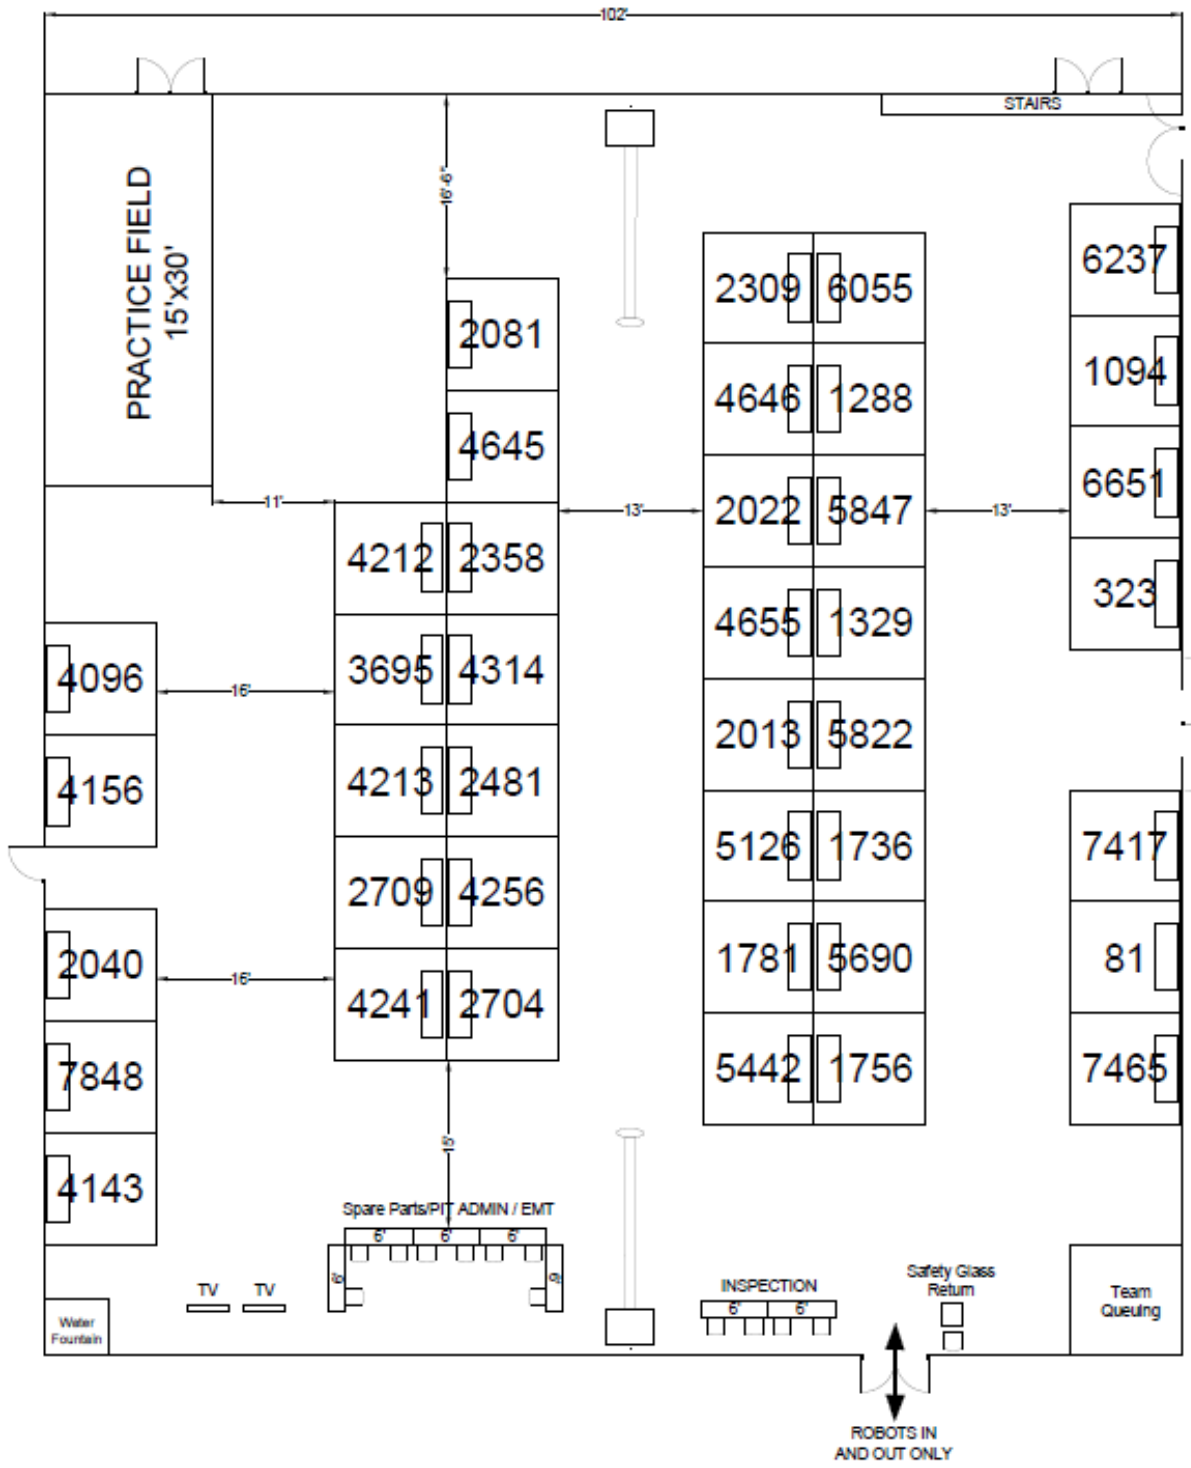 102'
STAIRS
PRACTICE FIELD
15'x30'
16'-6"
6237
2309 6055
2081
1094
4646 1288
4645
6651
11'
13'
2022 5847
13'
4212 2358
323
4655 1329
4096
3695 4314
16'
2013 5822
4156
4213 2481
5126 1736
7417
2709 4256
2040
1781 5690
81
16'
4241 2704
7848
5442 1756
7465
15'
4143
Spare Parts/PIT ADMIN / EMT
6' 6' 6'
6' 6'
TV TV
INSPECTION
6' 6'
Safety Glass
Return
Team
Queuing
Water
Fountain
ROBOTS IN
AND OUT ONLY